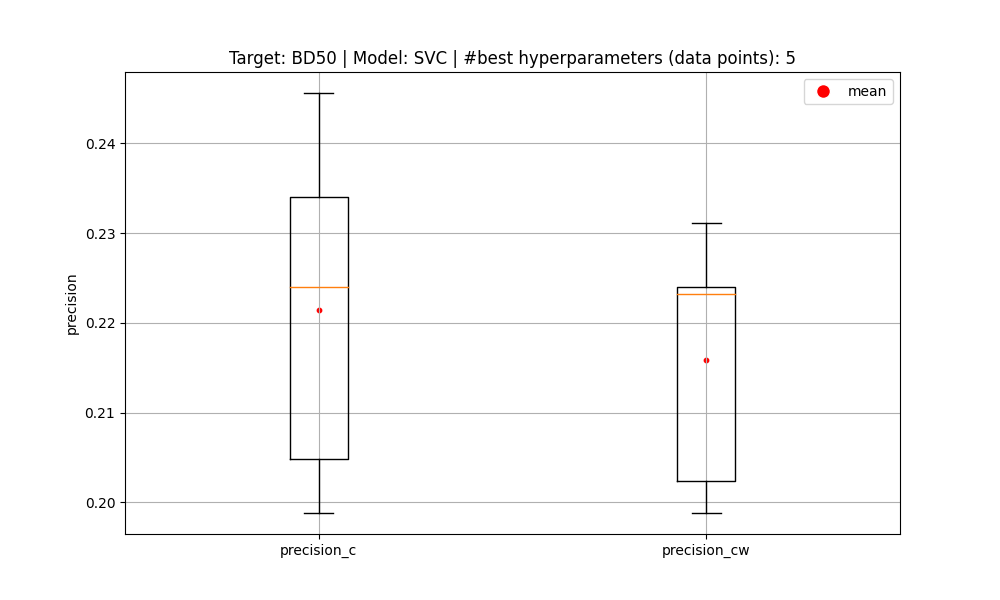 Target: BD50 | Model: SVC | #best hyperparameters (data points): 5
mean
0.24
0.23
0.22
0.21
0.20
precision
precision_c
precision_cw